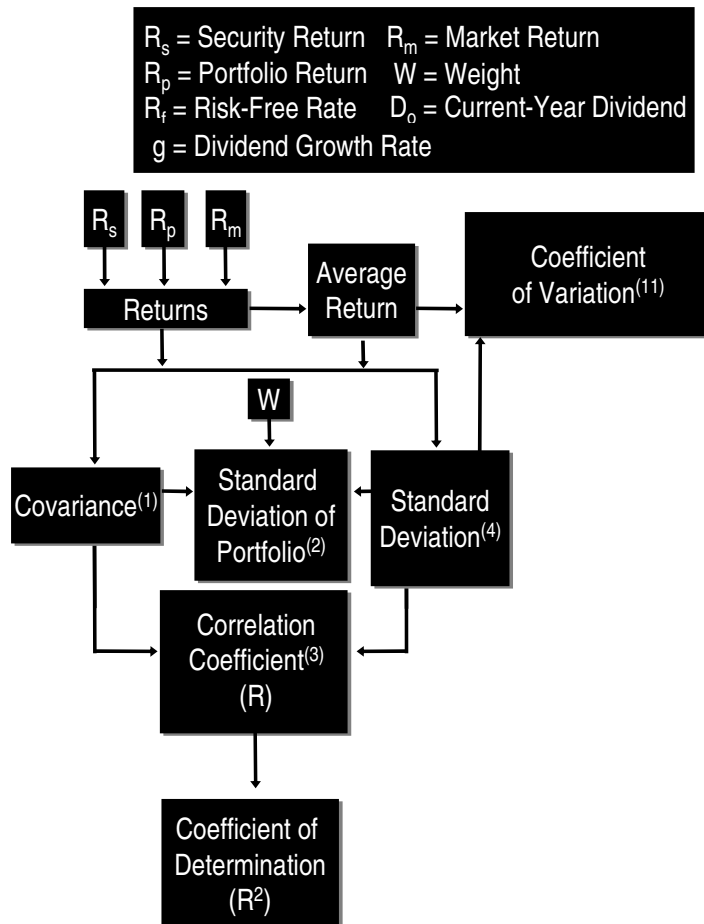 Rₛ = Security Return Rₘ = Market Return
Rₚ = Portfolio Return W = Weight
R_f = Risk-Free Rate Dₒ = Current-Year Dividend
g = Dividend Growth Rate
Rₛ Rₚ Rₘ
Returns
Average
Return
Coefficient
of Variation⁽¹¹⁾
W
Covariance⁽¹⁾
Standard
Deviation of
Portfolio⁽²⁾
Standard
Deviation⁽⁴⁾
Correlation
Coefficient⁽³⁾
(R)
Coefficient of
Determination
(R²)